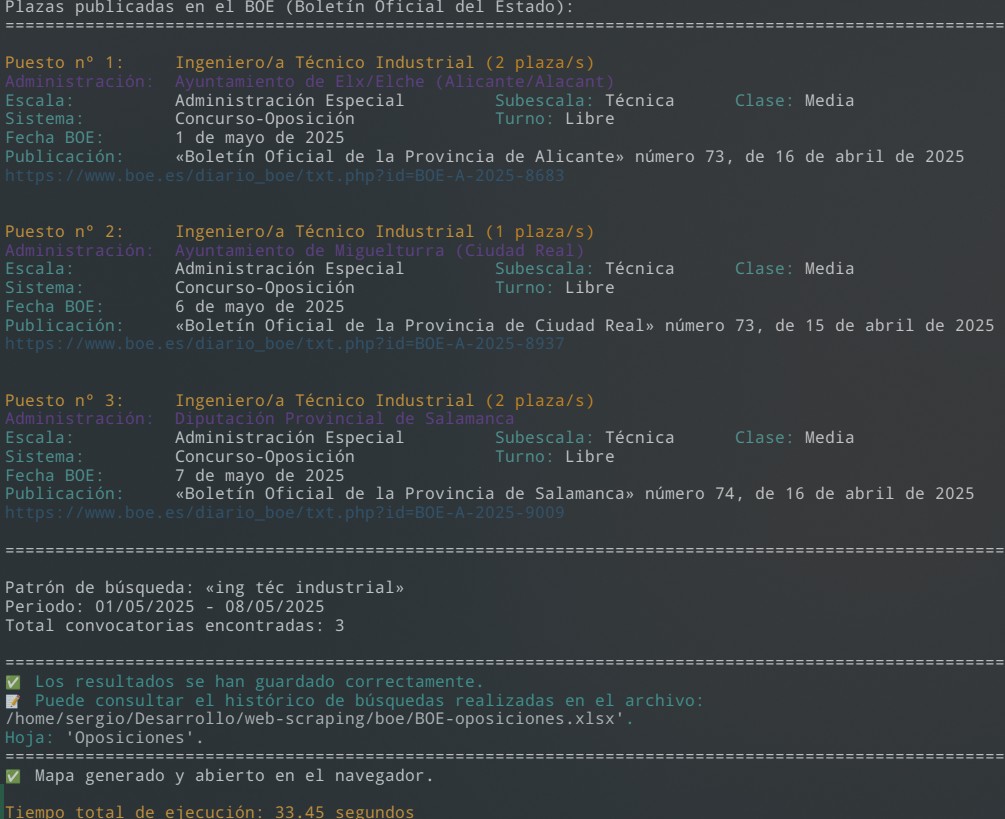 Plazas publicadas en el BOE (Boletín Oficial del Estado):
====================================================================================================
Puesto nº 1: Ingeniero/a Técnico Industrial (2 plaza/s)
Administración: Ayuntamiento de Elx/Elche (Alicante/Alacant)
Escala: Administración Especial Subescala: Técnica Clase: Media
Sistema: Concurso-Oposición Turno: Libre
Fecha BOE: 1 de mayo de 2025
Publicación: «Boletín Oficial de la Provincia de Alicante» número 73, de 16 de abril de 2025
https://www.boe.es/diario_boe/txt.php?id=BOE-A-2025-8683
Puesto nº 2: Ingeniero/a Técnico Industrial (1 plaza/s)
Administración: Ayuntamiento de Miguelturra (Ciudad Real)
Escala: Administración Especial Subescala: Técnica Clase: Media
Sistema: Concurso-Oposición Turno: Libre
Fecha BOE: 6 de mayo de 2025
Publicación: «Boletín Oficial de la Provincia de Ciudad Real» número 73, de 15 de abril de 2025
https://www.boe.es/diario_boe/txt.php?id=BOE-A-2025-8937
Puesto nº 3: Ingeniero/a Técnico Industrial (2 plaza/s)
Administración: Diputación Provincial de Salamanca
Escala: Administración Especial Subescala: Técnica Clase: Media
Sistema: Concurso-Oposición Turno: Libre
Fecha BOE: 7 de mayo de 2025
Publicación: «Boletín Oficial de la Provincia de Salamanca» número 74, de 16 de abril de 2025
https://www.boe.es/diario_boe/txt.php?id=BOE-A-2025-9009
====================================================================================================
Patrón de búsqueda: «ing téc industrial»
Periodo: 01/05/2025 - 08/05/2025
Total convocatorias encontradas: 3
====================================================================================================
✅ Los resultados se han guardado correctamente.
📝 Puede consultar el histórico de búsquedas realizadas en el archivo:
/home/sergio/Desarrollo/web-scraping/boe/BOE-oposiciones.xlsx'.
Hoja: 'Oposiciones'.
====================================================================================================
✅ Mapa generado y abierto en el navegador.
Tiempo total de ejecución: 33.45 segundos